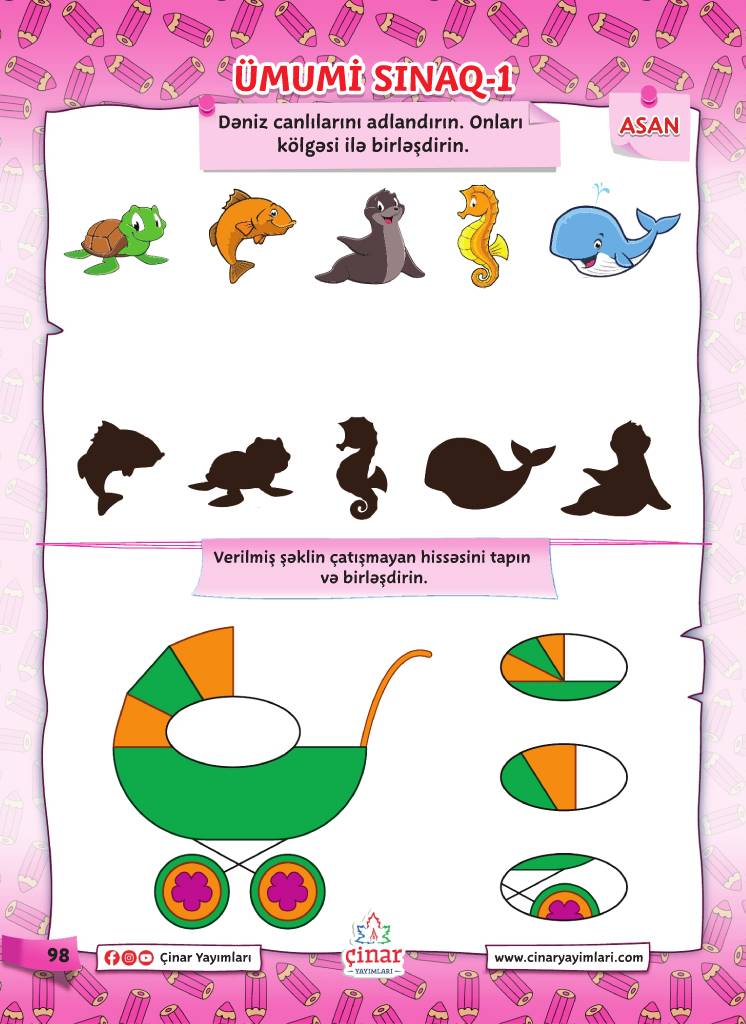 ÜMUMİ SINAQ-1
Dəniz canlılarını adlandırın. Onları
kölgəsi ilə birləşdirin.
ASAN
Verilmiş şəklin çatışmayan hissəsini tapın
və birləşdirin.
98
Çinar Yayımları
çinar
YAYIMLARI
www.cinaryayimlari.com